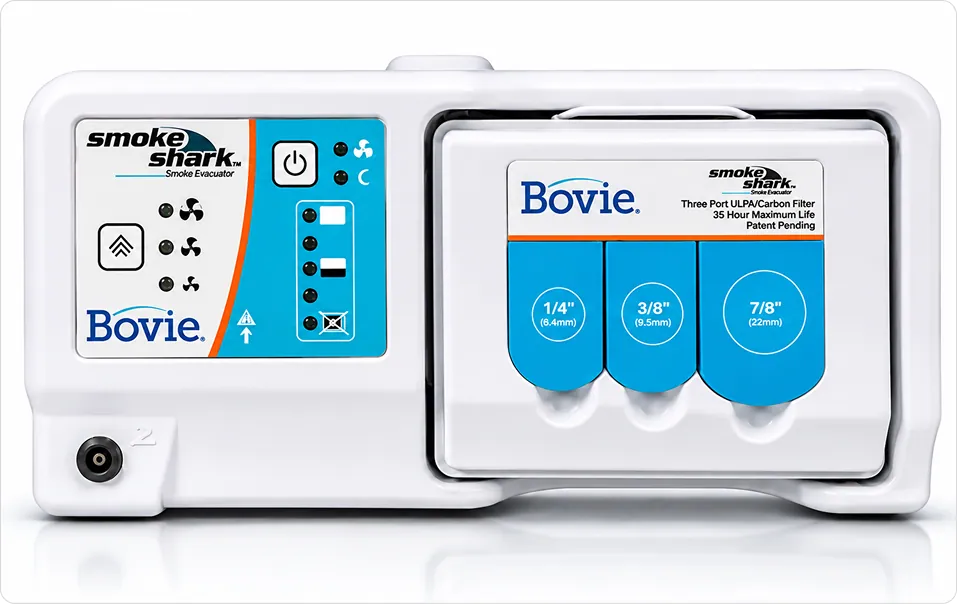 smoke
shark™
Smoke Evacuator
Bovie®
2
Bovie®
smoke
shark™
Smoke Evacuator
Three Port ULPA/Carbon Filter
35 Hour Maximum Life
Patent Pending
1/4"
(6.4mm)
3/8"
(9.5mm)
7/8"
(22mm)